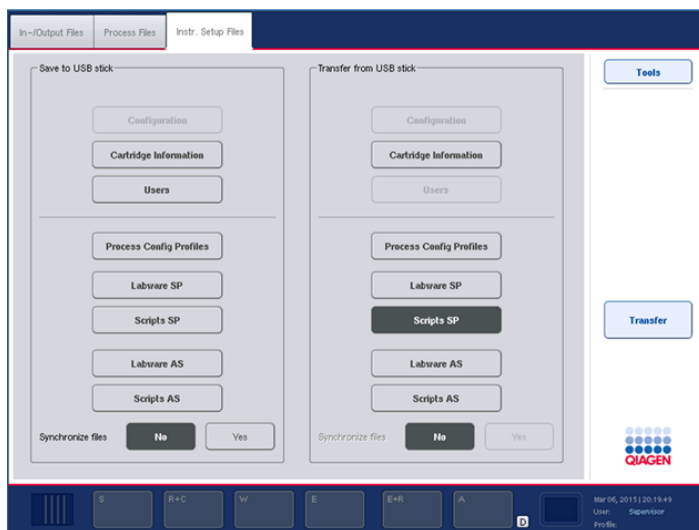 In-/Output Files
Process Files
Instr. Setup Files
Save to USB stick
Configuration
Cartridge Information
Users
Process Config Profiles
Labware SP
Scripts SP
Labware AS
Scripts AS
Synchronize files
No
Yes
Transfer from USB stick
Configuration
Cartridge Information
Users
Process Config Profiles
Labware SP
Scripts SP
Labware AS
Scripts AS
Synchronize files
No
Yes
Tools
Transfer
QIAGEN
S
R+C
W
E
E+R
A
D
Mar 06, 2015 | 20:19:49
User: Supervisor
Profile: